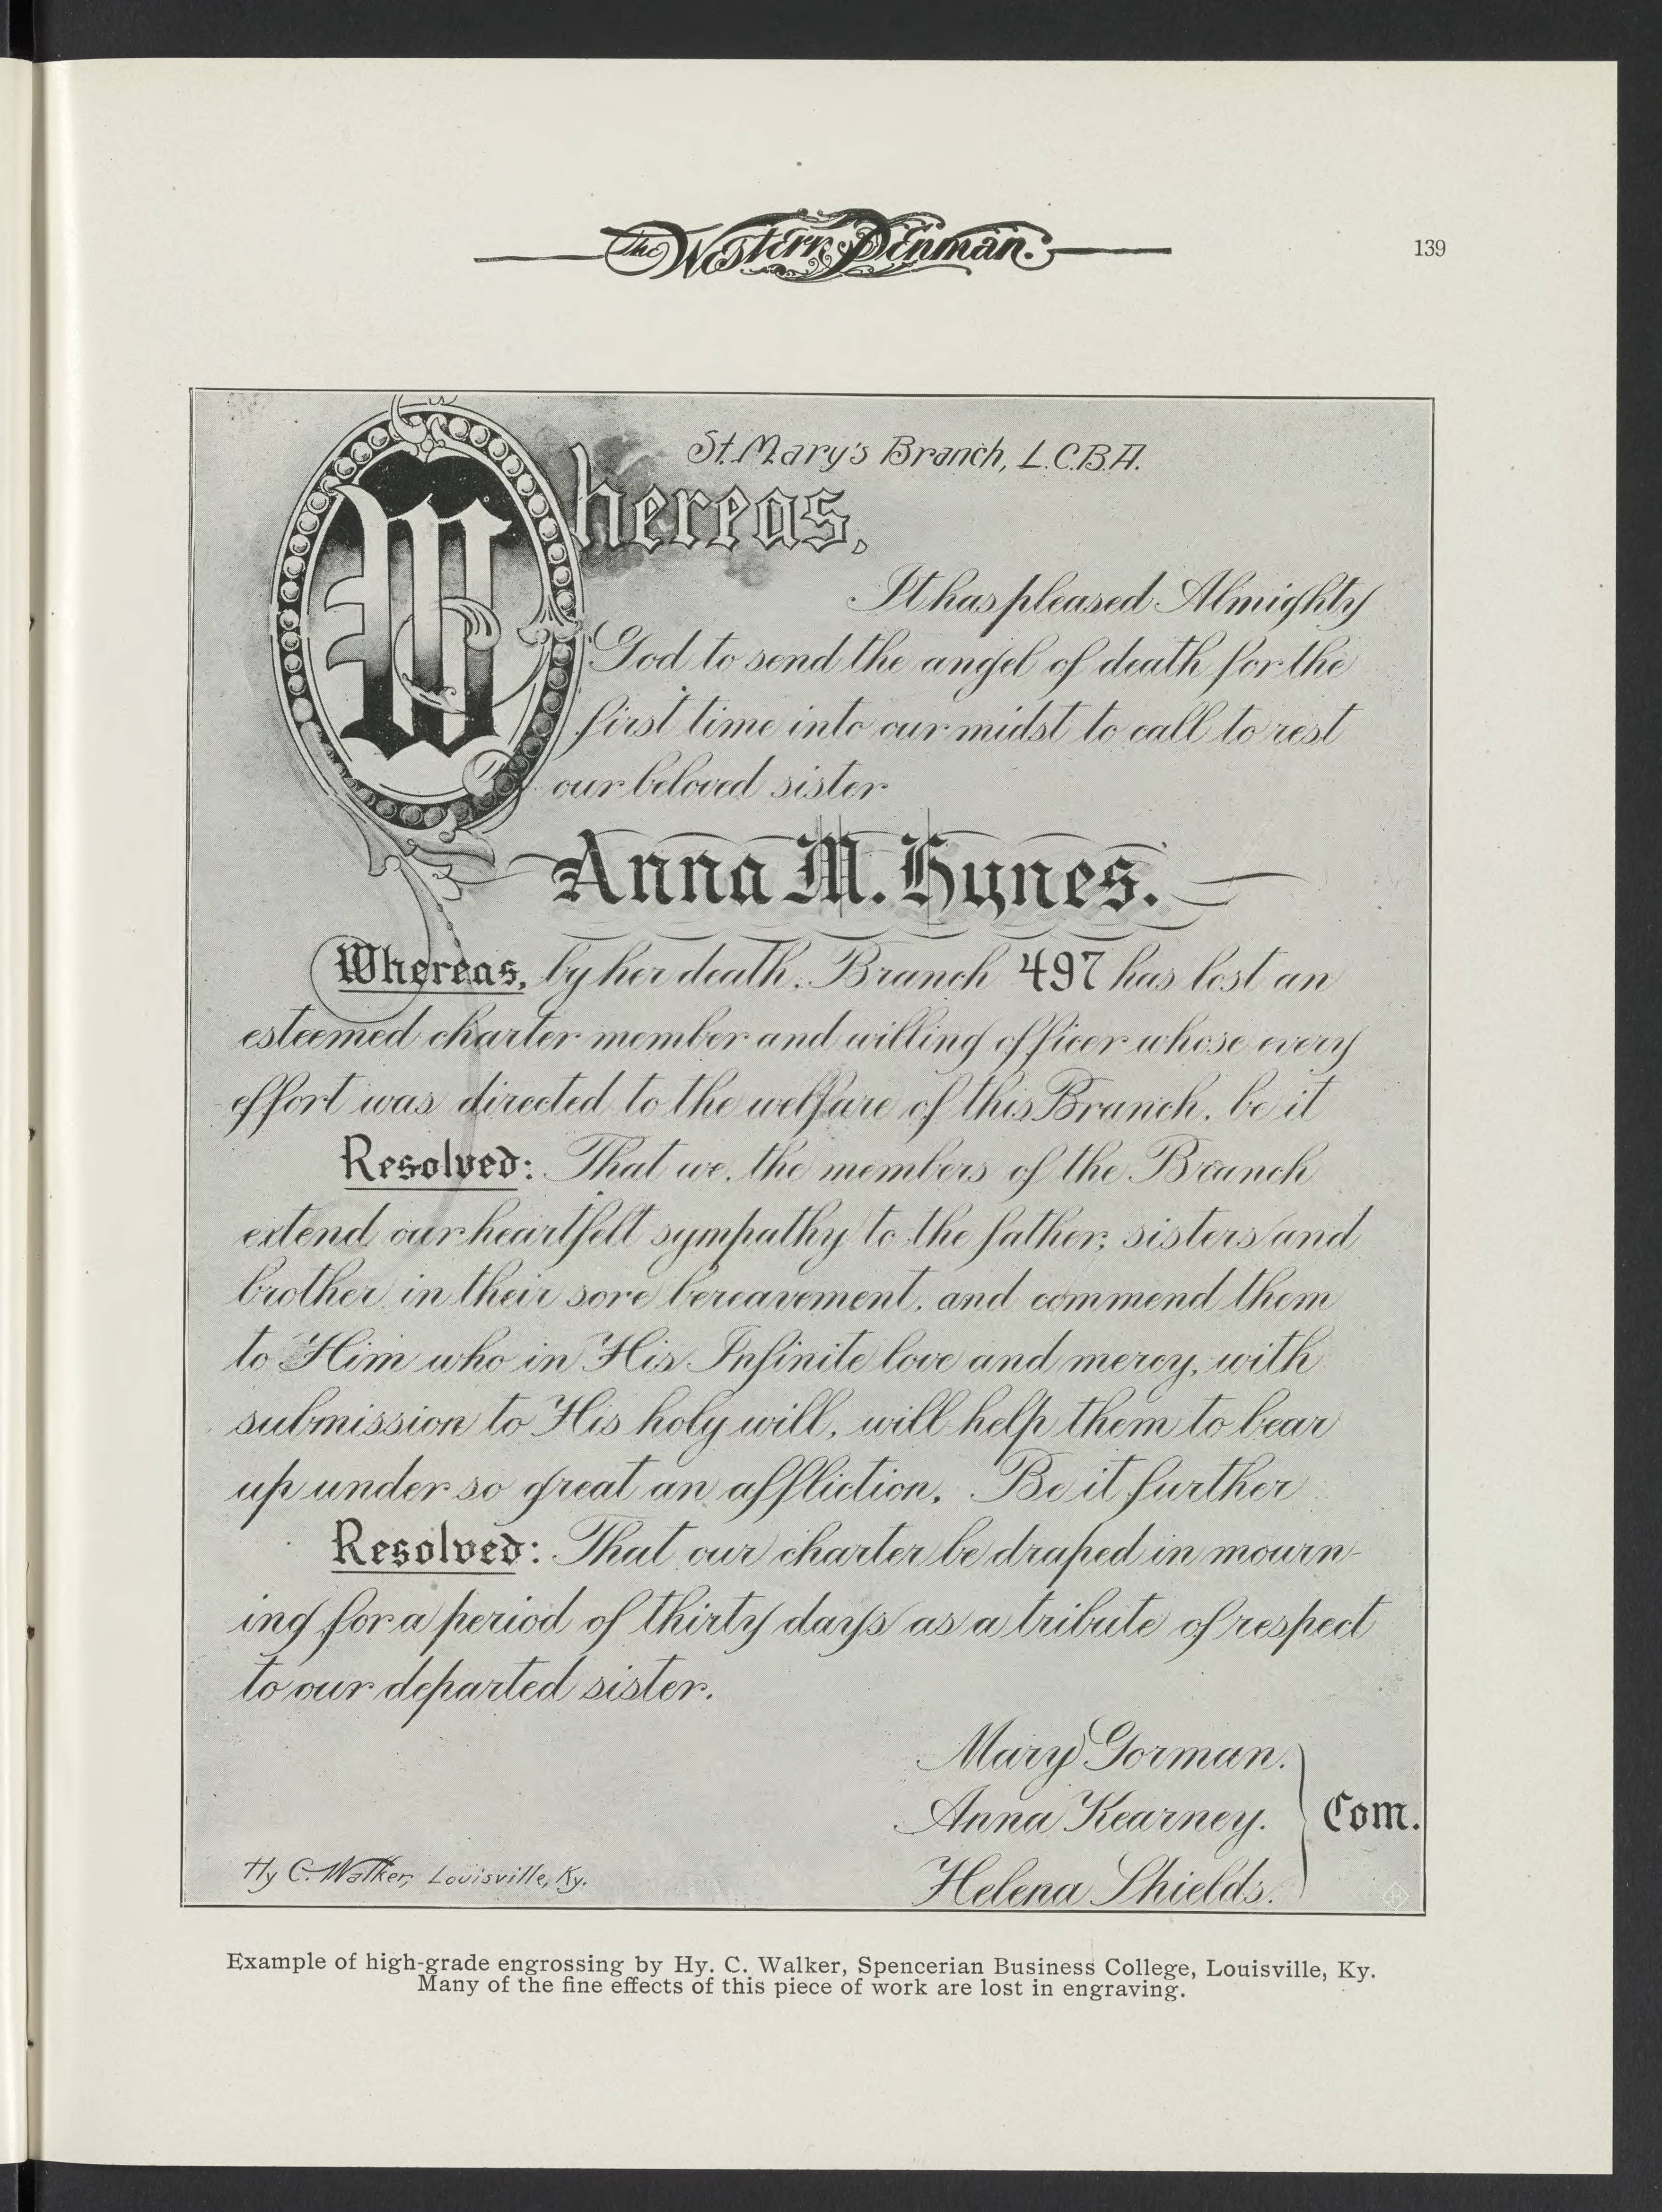 The Western Penman.
139
St. Mary's Branch, L.C.B.A.
Whereas,
It has pleased Almighty
God to send the angel of death for the
first time into our midst to call to rest
our beloved sister
Anna M. Hynes.
Whereas, by her death, Branch 497 has lost an
esteemed charter member and willing officer whose every
effort was directed to the welfare of this Branch, be it
Resolved: That we, the members of the Branch
extend our heartfelt sympathy to the father, sisters and
brother in their sore bereavement, and commend them
to Him who in His Infinite love and mercy, with
submission to His holy will, will help them to bear
up under so great an affliction. Be it further
Resolved: That our charter be draped in mourn-
ing for a period of thirty days as a tribute of respect
to our departed sister.
Mary Gorman.
Anna Kearney. Com.
Helena Shields.
Hy C. Walker, Louisville, Ky.
Example of high-grade engrossing by Hy. C. Walker, Spencerian Business College, Louisville, Ky.
Many of the fine effects of this piece of work are lost in engraving.